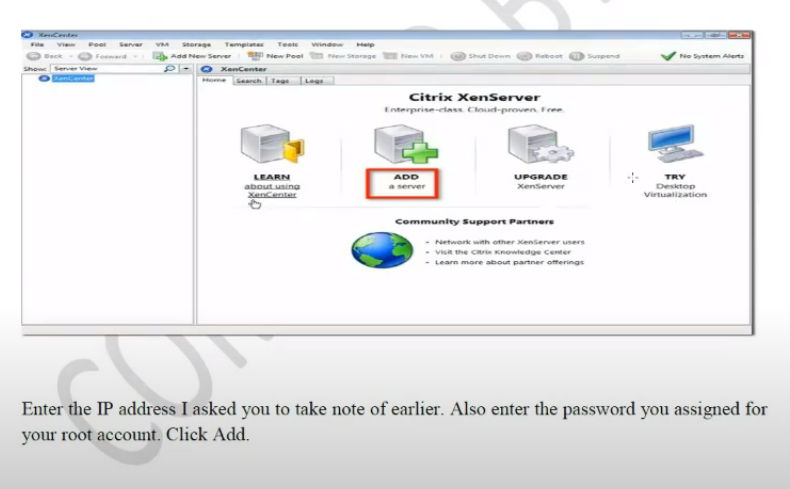 XenCenter
File View Pool Server VM Storage Templates Tools Window Help
Back Forward Add New Server New Pool New Storage New VM Shut Down Reboot Suspend No System Alerts
Show: Server View XenCenter
XenCenter
Home Search Tags Logs
Citrix XenServer
Enterprise-class. Cloud-proven. Free.
LEARN
about using
XenCenter
ADD
a server
UPGRADE
XenServer
TRY
Desktop
Virtualization
Community Support Partners
- Network with other XenServer users
- Visit the Citrix Knowledge Center
- Learn more about partner offerings
Enter the IP address I asked you to take note of earlier. Also enter the password you assigned for
your root account. Click Add.